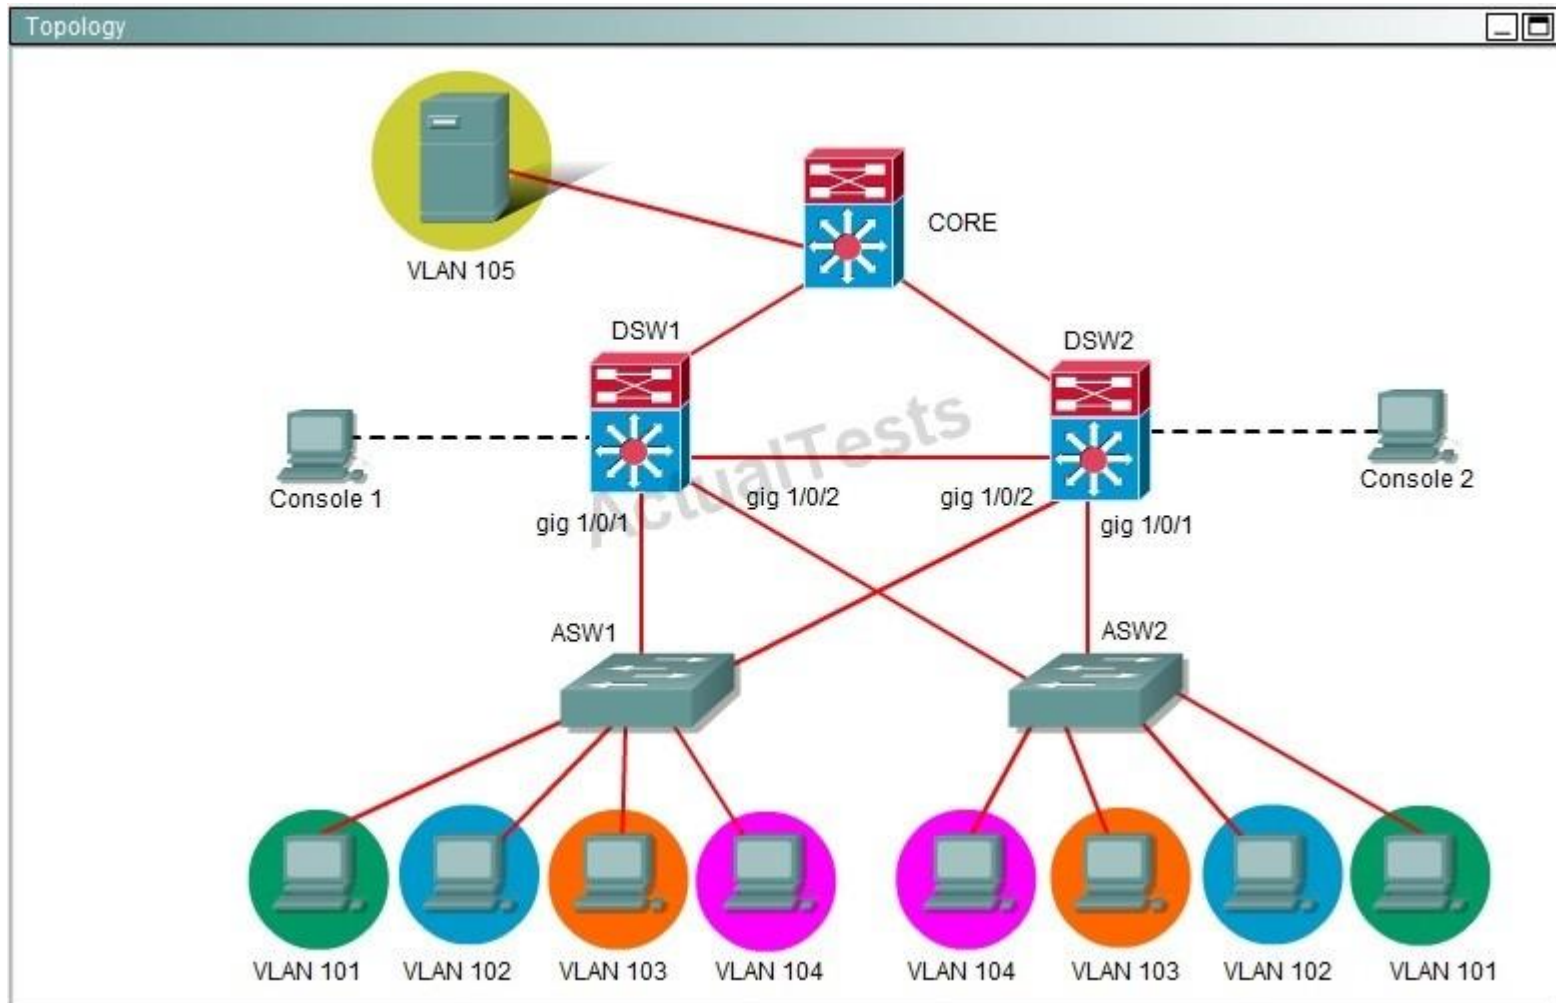 Topology
VLAN 105
CORE
DSW1
DSW2
Console 1
Console 2
ActualTests
gig 1/0/1
gig 1/0/2
gig 1/0/2
gig 1/0/1
ASW1
ASW2
VLAN 101
VLAN 102
VLAN 103
VLAN 104
VLAN 104
VLAN 103
VLAN 102
VLAN 101